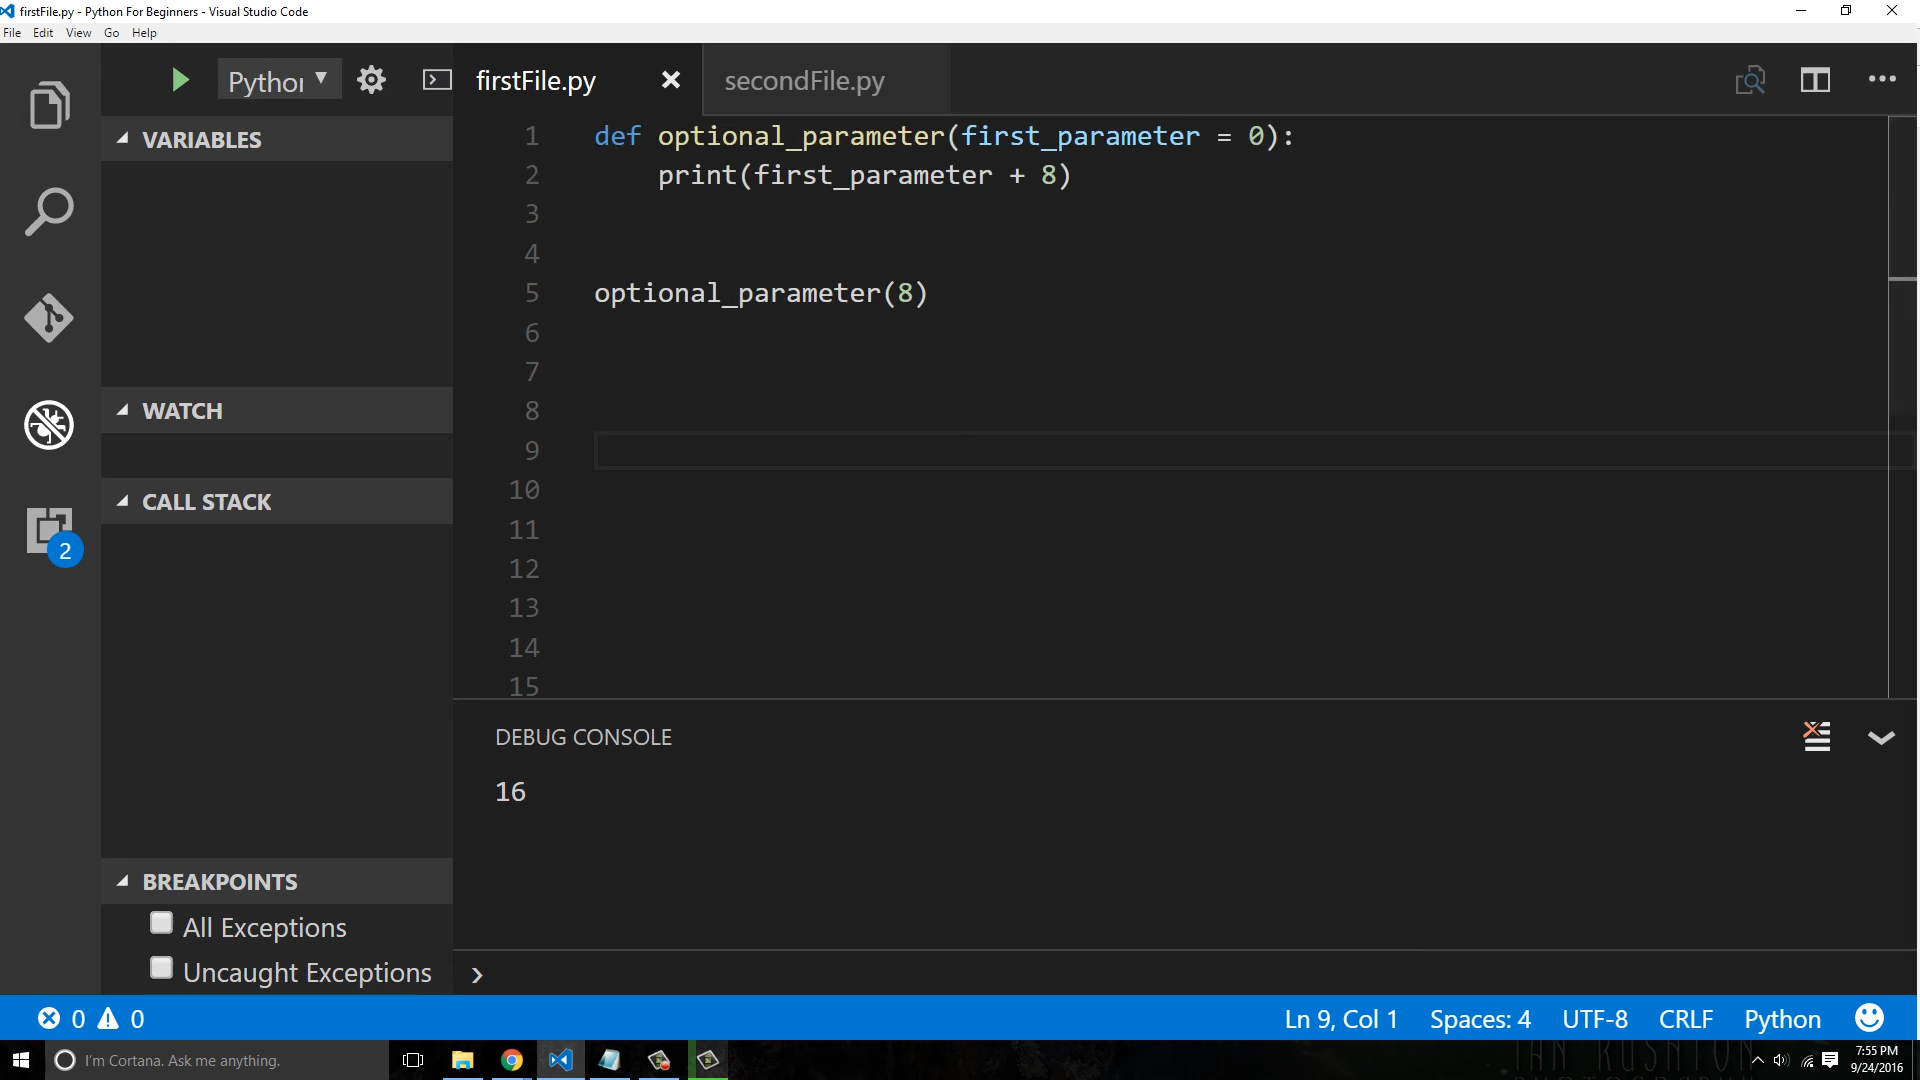 firstFile.py - Python For Beginners - Visual Studio Code
File Edit View Go Help
Pytho
firstFile.py
secondFile.py
VARIABLES
WATCH
CALL STACK
BREAKPOINTS
All Exceptions
Uncaught Exceptions
2
1 def optional_parameter(first_parameter = 0):
2     print(first_parameter + 8)
3
4
5 optional_parameter(8)
6
7
8
9
10
11
12
13
14
15
DEBUG CONSOLE
16
0 0
Ln 9, Col 1 Spaces: 4 UTF-8 CRLF Python
I'm Cortana. Ask me anything.
7:55 PM
9/24/2016